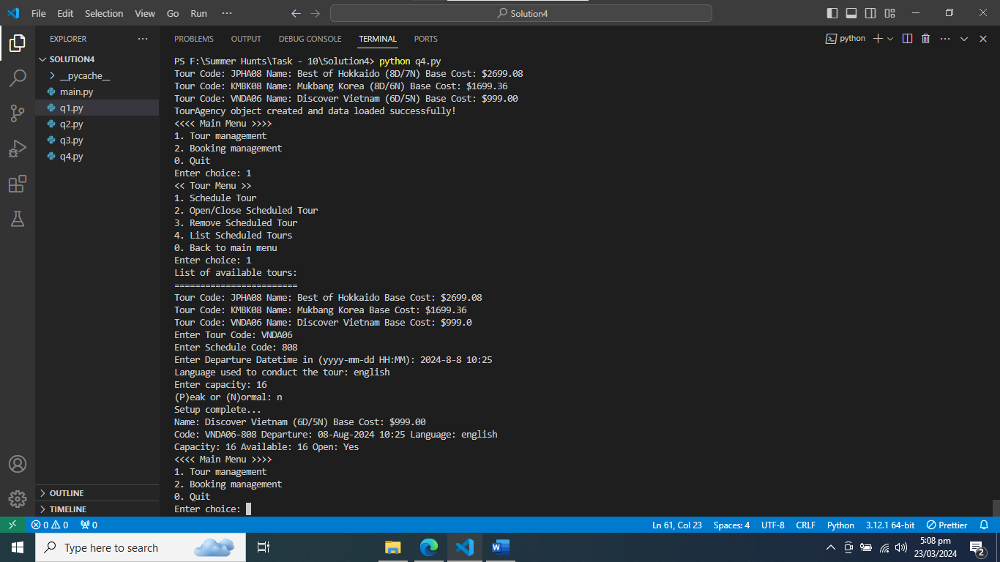 File Edit Selection View Go Run ··· Solution4
EXPLORER ···
SOLUTION4
__pycache__
main.py
q1.py
q2.py
q3.py
q4.py
OUTLINE
TIMELINE
PROBLEMS OUTPUT DEBUG CONSOLE TERMINAL PORTS python
PS F:\Summer Hunts\Task - 10\Solution4> python q4.py
Tour Code: JPHA08 Name: Best of Hokkaido (8D/7N) Base Cost: $2699.08
Tour Code: KMBK08 Name: Mukbang Korea (8D/6N) Base Cost: $1699.36
Tour Code: VNDA06 Name: Discover Vietnam (6D/5N) Base Cost: $999.00
TourAgency object created and data loaded successfully!
<<<< Main Menu >>>>
1. Tour management
2. Booking management
0. Quit
Enter choice: 1
<< Tour Menu >>
1. Schedule Tour
2. Open/Close Scheduled Tour
3. Remove Scheduled Tour
4. List Scheduled Tours
0. Back to main menu
Enter choice: 1
List of available tours:
========================
Tour Code: JPHA08 Name: Best of Hokkaido Base Cost: $2699.08
Tour Code: KMBK08 Name: Mukbang Korea Base Cost: $1699.36
Tour Code: VNDA06 Name: Discover Vietnam Base Cost: $999.0
Enter Tour Code: VNDA06
Enter Schedule Code: 808
Enter Departure Datetime in (yyyy-mm-dd HH:MM): 2024-8-8 10:25
Language used to conduct the tour: english
Enter capacity: 16
(P)eak or (N)ormal: n
Setup complete...
Name: Discover Vietnam (6D/5N) Base Cost: $999.00
Code: VNDA06-808 Departure: 08-Aug-2024 10:25 Language: english
Capacity: 16 Available: 16 Open: Yes
<<<< Main Menu >>>>
1. Tour management
2. Booking management
0. Quit
Enter choice:
0 0 0 Ln 61, Col 23 Spaces: 4 UTF-8 CRLF Python 3.12.1 64-bit Prettier
Type here to search
5:08 pm
23/03/2024
2